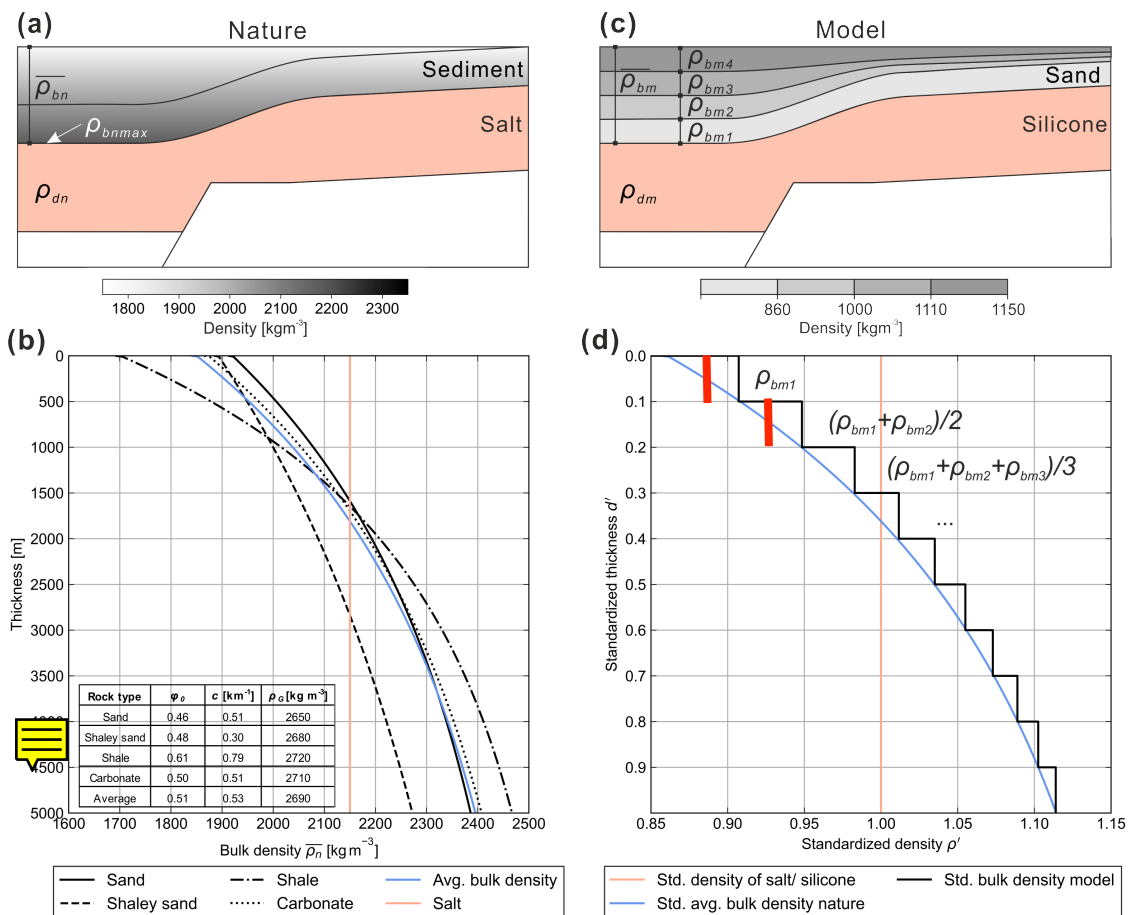 (a)
Nature
ρbn
Sediment
ρbnmax
Salt
ρdn
1800 1900 2000 2100 2200 2300
Density [kgm⁻³]
(c)
Model
ρbm4
ρbm
ρbm3
Sand
ρbm2
ρbm1
Silicone
ρdm
860 1000 1110 1150
Density [kgm⁻³]
(b)
0
500
1000
1500
2000
2500
3000
3500
4000
4500
5000
Thickness [m]
Rock type φ0 c [km⁻¹] ρG [kg m⁻³]
Sand 0.46 0.51 2650
Shaley sand 0.48 0.30 2680
Shale 0.61 0.79 2720
Carbonate 0.50 0.51 2710
Average 0.51 0.53 2690
1600 1700 1800 1900 2000 2100 2200 2300 2400 2500
Bulk density ρn [kg m⁻³]
Sand
Shaley sand
Shale
Carbonate
Avg. bulk density
Salt
(d)
0.0
0.1
0.2
0.3
0.4
0.5
0.6
0.7
0.8
0.9
Standardized thickness d′
ρbm1
(ρbm1+ρbm2)/2
(ρbm1+ρbm2+ρbm3)/3
...
0.85 0.90 0.95 1.00 1.05 1.10 1.15
Standardized density ρ′
Std. density of salt/ silicone
Std. avg. bulk density nature
Std. bulk density model